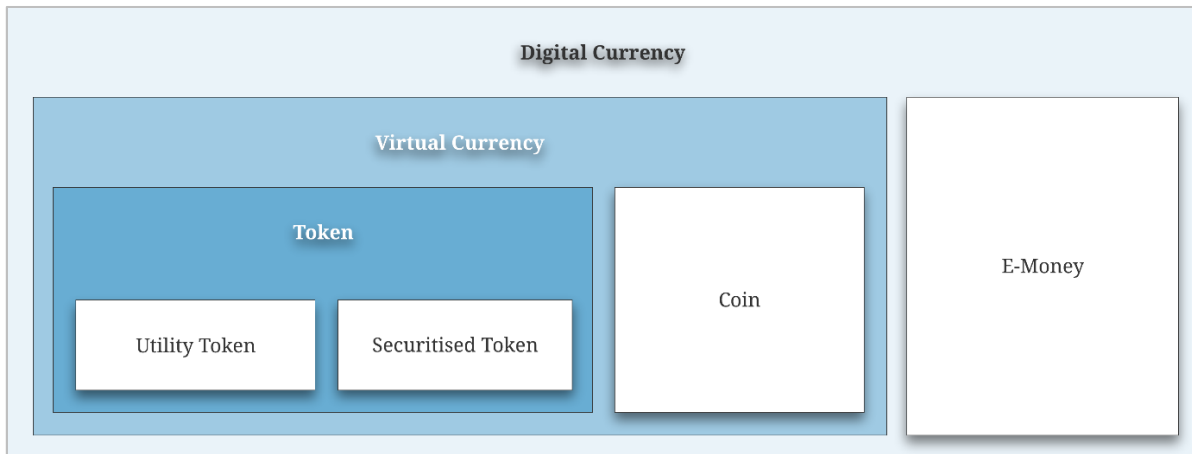 Digital Currency
Virtual Currency
Token
Utility Token
Securitised Token
Coin
E-Money